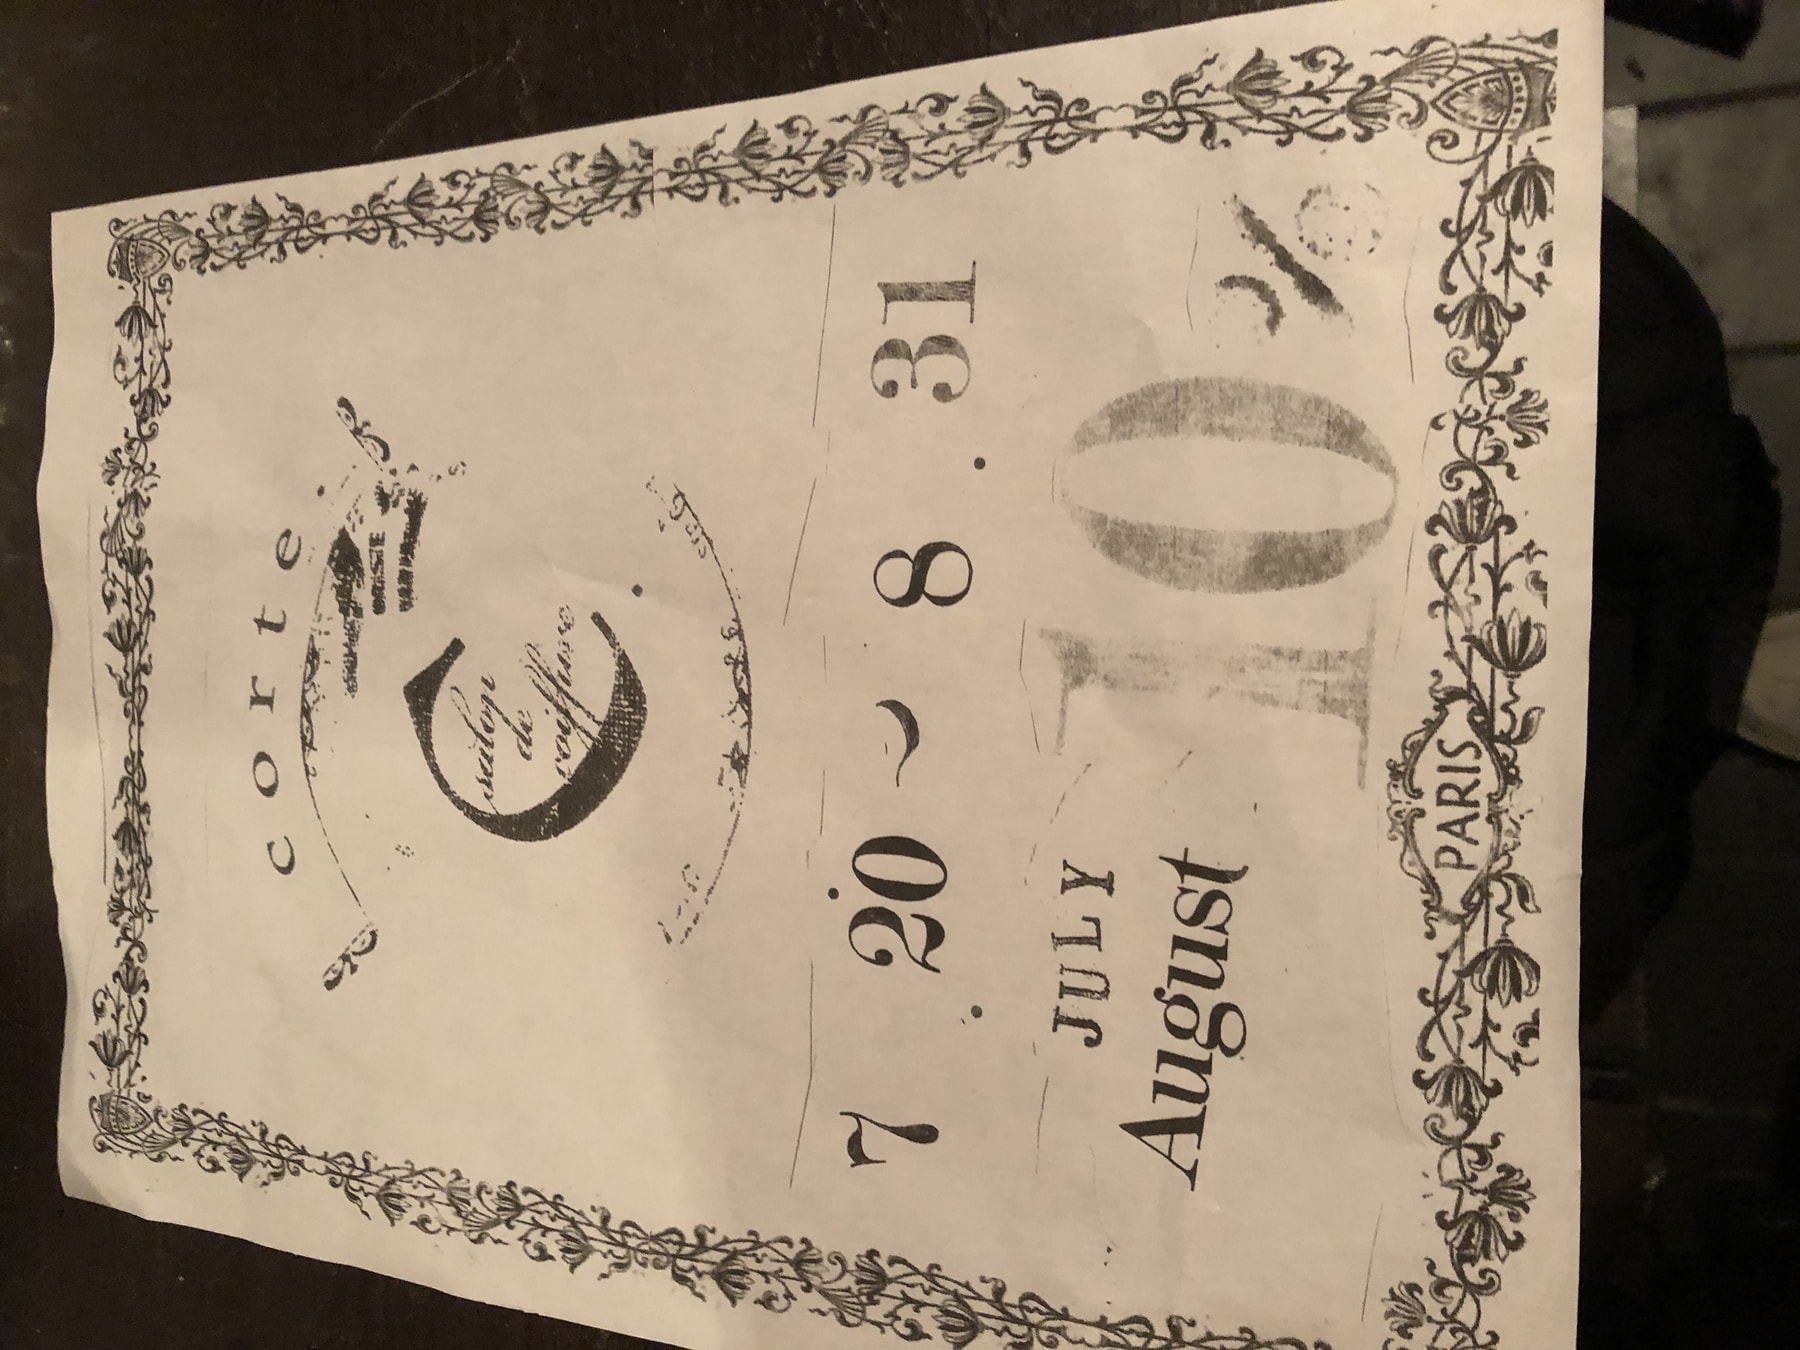 corte
C
salon
de
coiffure
7.20~8.31
JULY
August
10%
PARIS